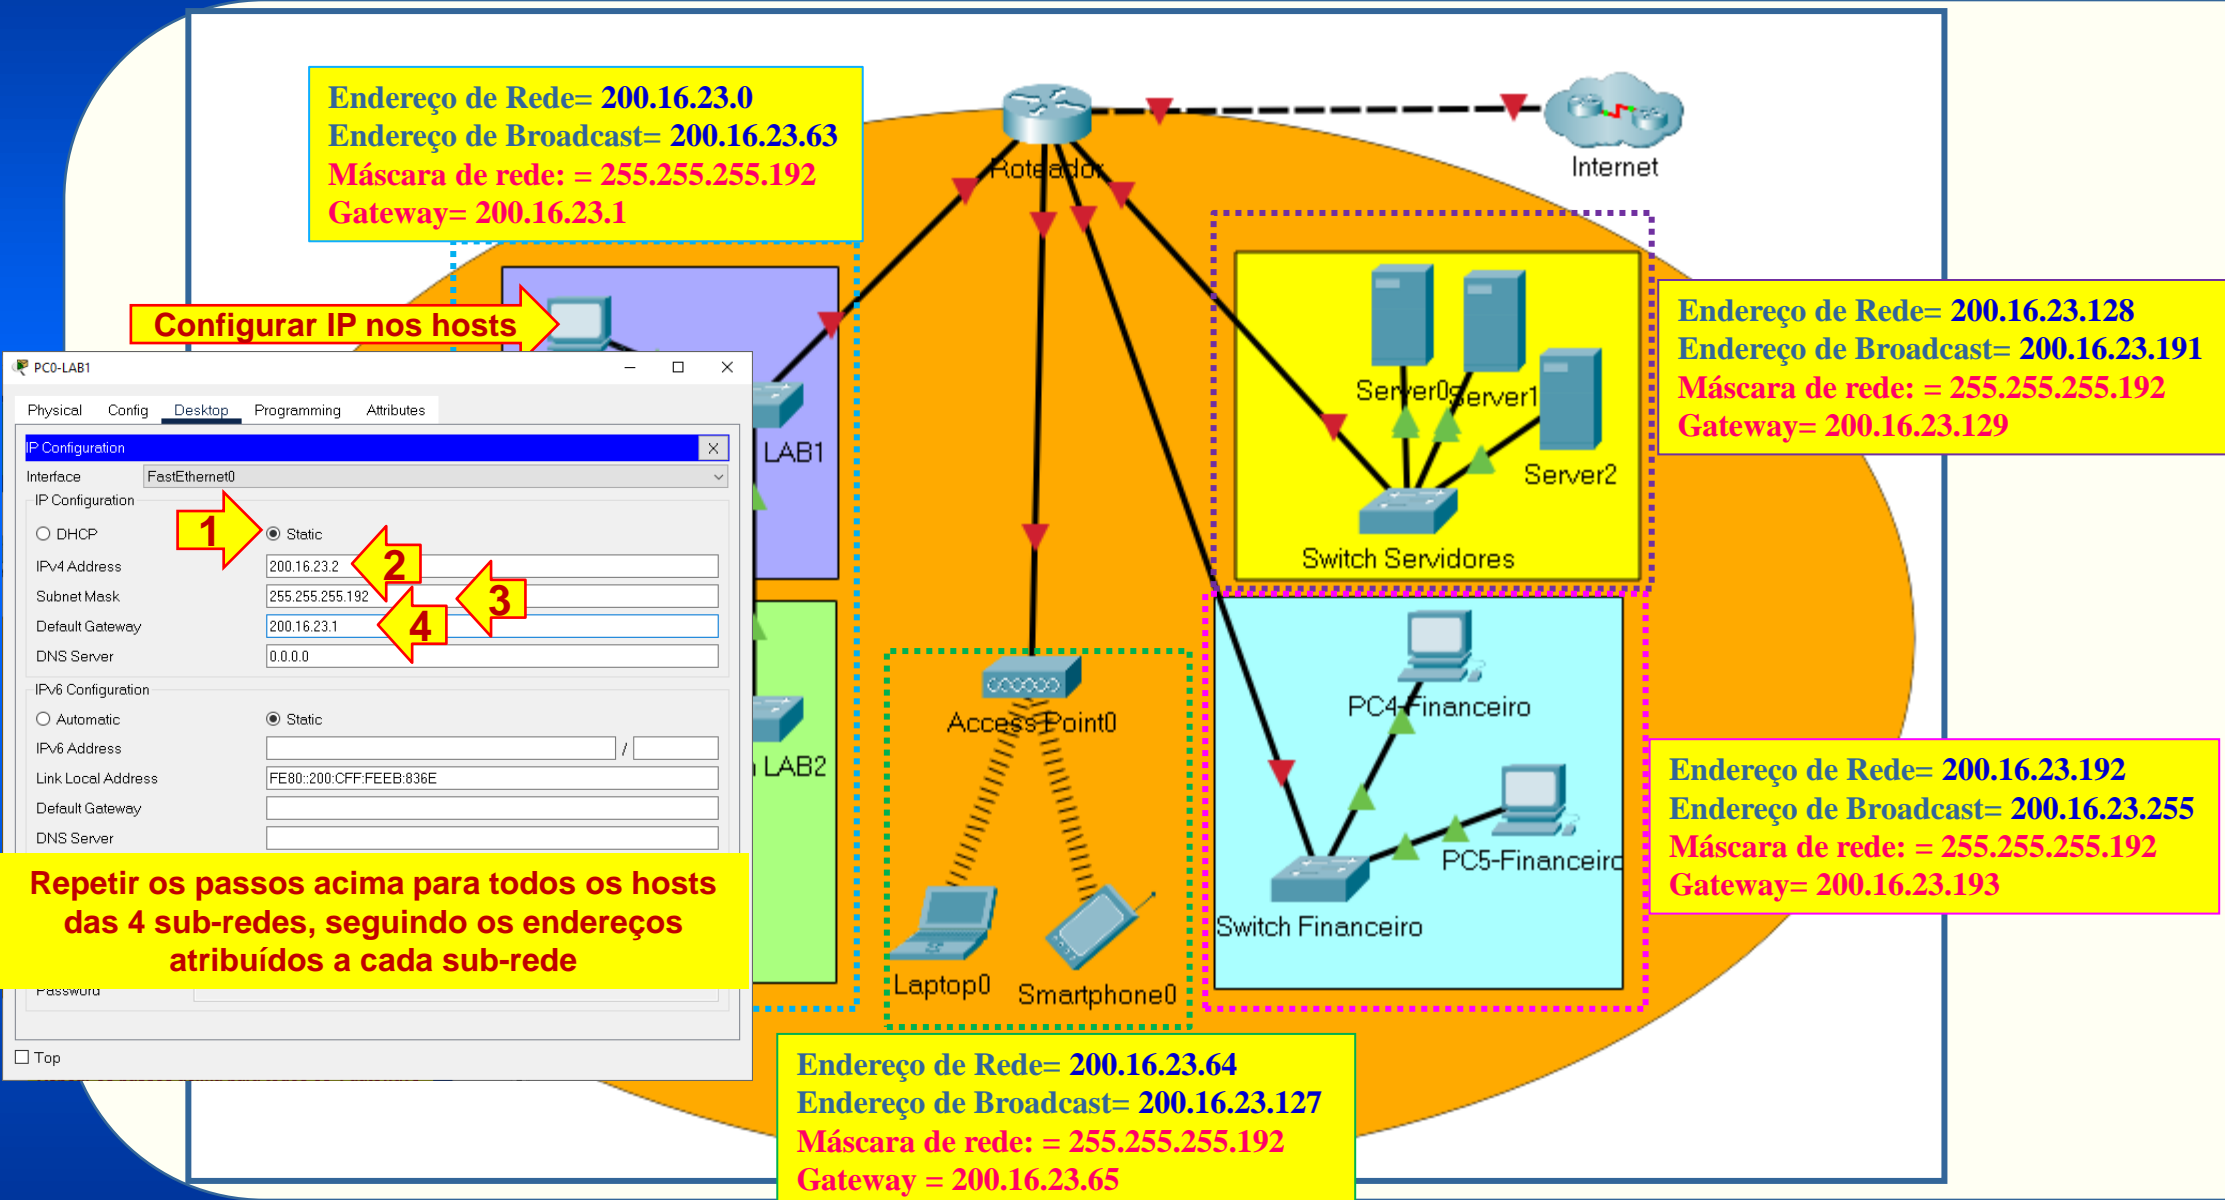 Endereço de Rede= 200.16.23.0
Endereço de Broadcast= 200.16.23.63
Máscara de rede: = 255.255.255.192
Gateway= 200.16.23.1
Roteador
Internet
Configurar IP nos hosts
Endereço de Rede= 200.16.23.128
Endereço de Broadcast= 200.16.23.191
Máscara de rede: = 255.255.255.192
Gateway= 200.16.23.129
Server0
Server1
Server2
Switch Servidores
PC0-LAB1
Physical Config Desktop Programming Attributes
IP Configuration X
Interface FastEthernet0
IP Configuration
DHCP 1 Static
IPv4 Address 200.16.23.2 2
Subnet Mask 255.255.255.192 3
Default Gateway 200.16.23.1 4
DNS Server 0.0.0.0
IPv6 Configuration
Automatic Static
IPv6 Address /
Link Local Address FE80::200:CFF:FEEB:836E
Default Gateway
DNS Server
Repetir os passos acima para todos os hosts
das 4 sub-redes, seguindo os endereços
atribuídos a cada sub-rede
Password
Top
LAB1
LAB2
Access Point0
Laptop0
Smartphone0
PC4-Financeiro
PC5-Financeiro
Switch Financeiro
Endereço de Rede= 200.16.23.192
Endereço de Broadcast= 200.16.23.255
Máscara de rede: = 255.255.255.192
Gateway= 200.16.23.193
Endereço de Rede= 200.16.23.64
Endereço de Broadcast= 200.16.23.127
Máscara de rede: = 255.255.255.192
Gateway = 200.16.23.65